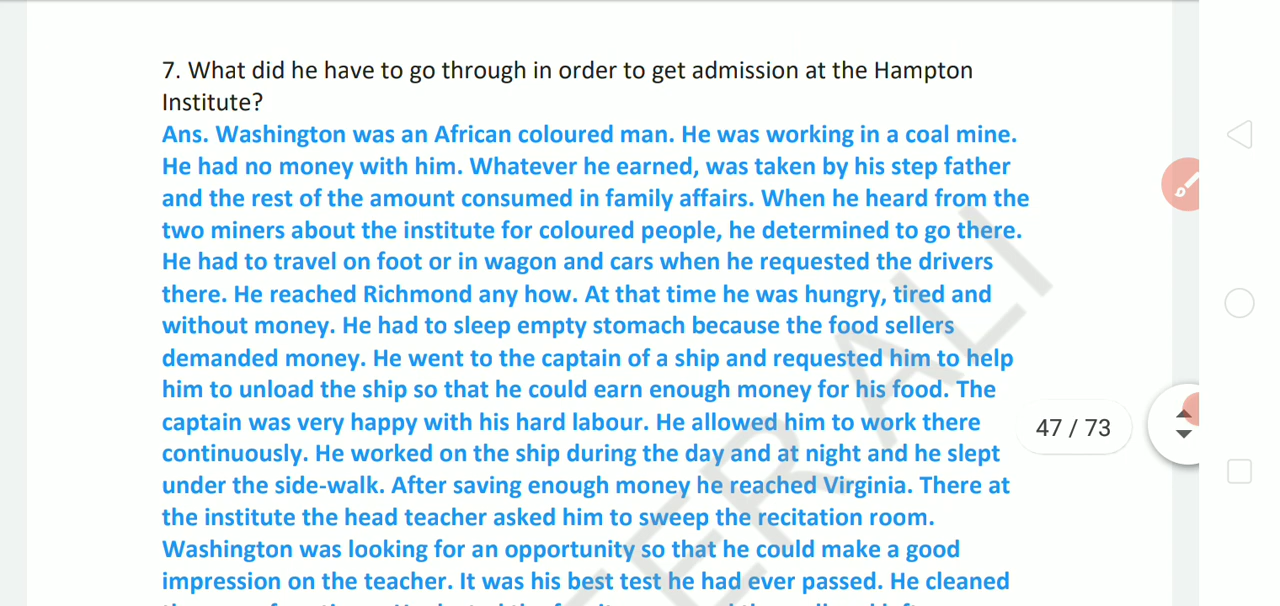 7. What did he have to go through in order to get admission at the Hampton
Institute?
Ans. Washington was an African coloured man. He was working in a coal mine.
He had no money with him. Whatever he earned, was taken by his step father
and the rest of the amount consumed in family affairs. When he heard from the
two miners about the institute for coloured people, he determined to go there.
He had to travel on foot or in wagon and cars when he requested the drivers
there. He reached Richmond any how. At that time he was hungry, tired and
without money. He had to sleep empty stomach because the food sellers
demanded money. He went to the captain of a ship and requested him to help
him to unload the ship so that he could earn enough money for his food. The
captain was very happy with his hard labour. He allowed him to work there
continuously. He worked on the ship during the day and at night and he slept
under the side-walk. After saving enough money he reached Virginia. There at
the institute the head teacher asked him to sweep the recitation room.
Washington was looking for an opportunity so that he could make a good
impression on the teacher. It was his best test he had ever passed. He cleaned
47 / 73
ER ALI